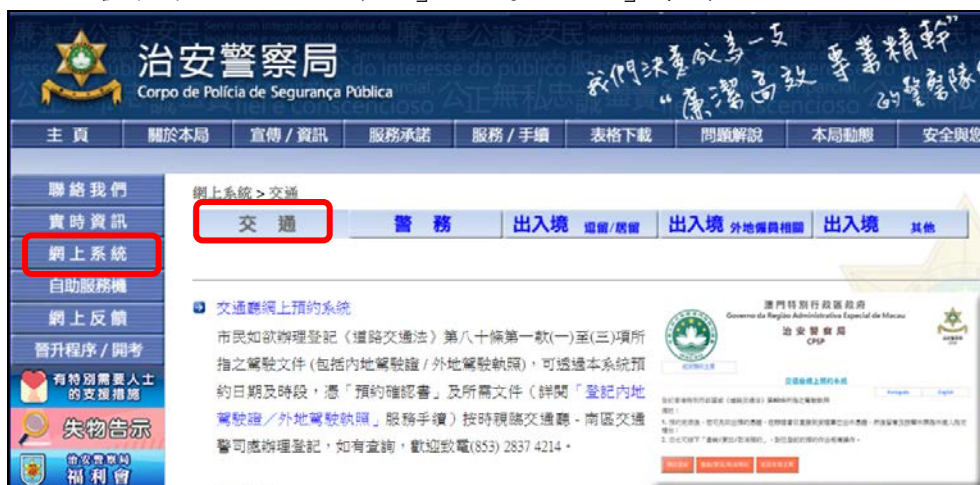 治安警察局
Corpo de Polícia de Segurança Pública
我們決意成為一支
“廉潔高效 專業精幹”
的警察隊
主 頁 關於本局 宣傳 / 資訊 服務承諾 服務 / 手續 表格下載 問題解說 本局動態 安全與您
聯 絡 我 們
實 時 資 訊
網 上 系 統
自助服務機
網 上 反 饋
晉升程序 / 開考
有特別需要人士
的支援措施
失物告示
治安警察局
福利會
網上系統 > 交通
交 通 警 務 出入境 逗留/居留 出入境 外地僱員相關 出入境 其他
交通廳網上預約系統
市民如欲辦理登記《道路交通法》第八十條第一款(一)至(三)項所
指之駕駛文件 (包括內地駕駛證 / 外地駕駛執照)，可透過本系統預
約日期及時段，憑「預約確認書」及所需文件（詳閱「登記內地
駕駛證／外地駕駛執照」服務手續）按時親臨交通廳 - 南區交通
警司處辦理登記，如有查詢，歡迎致電(853) 2837 4214。
澳門特別行政區政府
Governo da Região Administrativa Especial de Macau
治 安 警 察 局
CPSP
交通廳網上預約系統
Português English